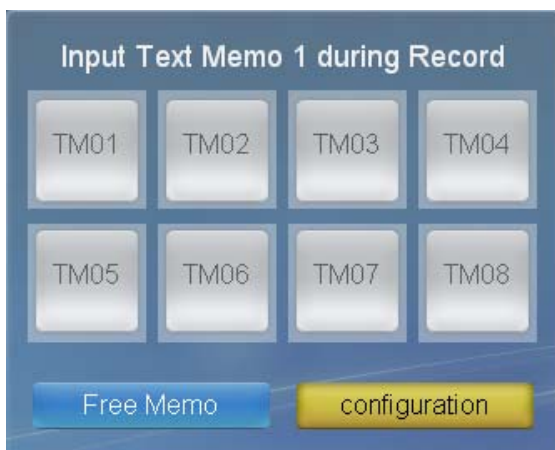 Input Text Memo 1 during Record
TM01 TM02 TM03 TM04
TM05 TM06 TM07 TM08
Free Memo configuration